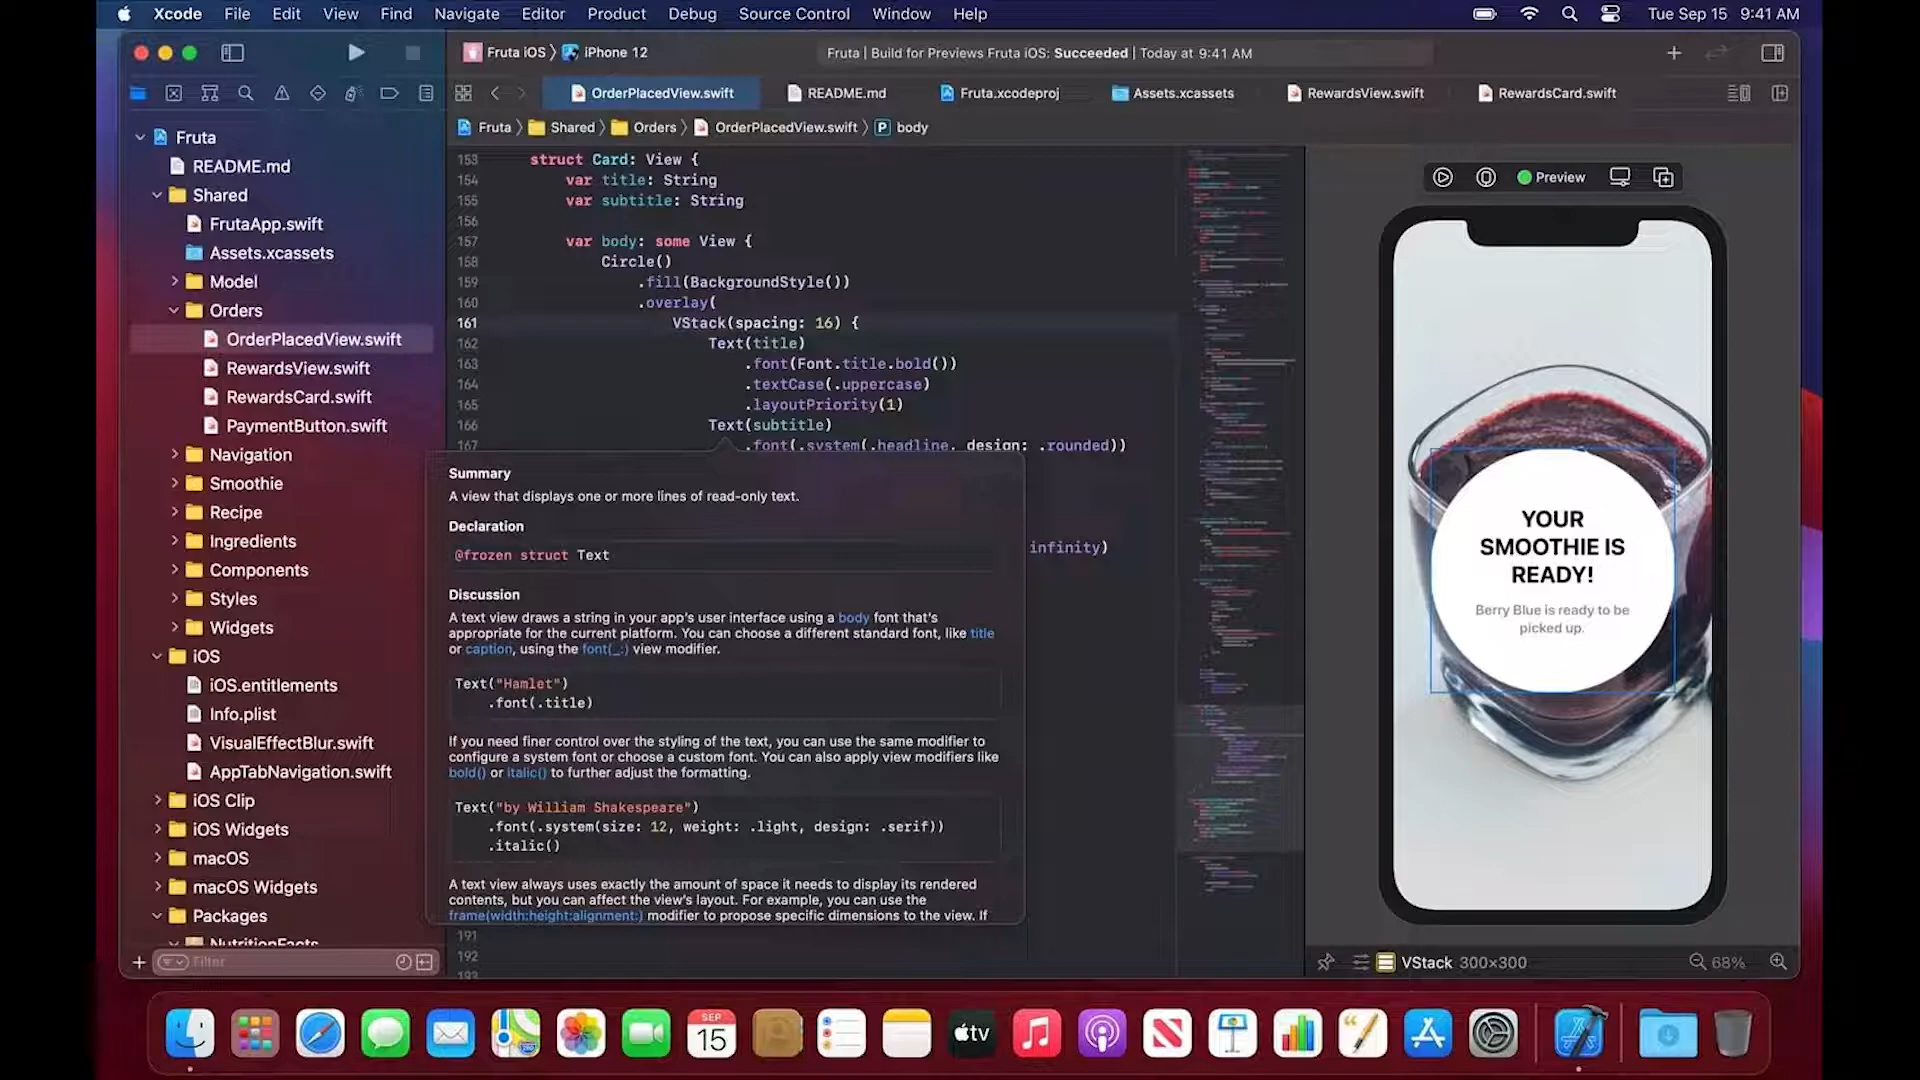 Xcode File Edit View Find Navigate Editor Product Debug Source Control Window Help Tue Sep 15 9:41 AM
Fruta iOS iPhone 12 Fruta | Build for Previews Fruta iOS: Succeeded | Today at 9:41 AM
OrderPlacedView.swift README.md Fruta.xcodeproj Assets.xcassets RewardsView.swift RewardsCard.swift
Fruta Shared Orders OrderPlacedView.swift P body
Fruta
README.md
Shared
FrutaApp.swift
Assets.xcassets
Model
Orders
OrderPlacedView.swift
RewardsView.swift
RewardsCard.swift
PaymentButton.swift
Navigation
Smoothie
Recipe
Ingredients
Components
Styles
Widgets
iOS
iOS.entitlements
Info.plist
VisualEffectBlur.swift
AppTabNavigation.swift
iOS Clip
iOS Widgets
macOS
macOS Widgets
Packages
NutritionFacts
Filter
153 struct Card: View {
154 var title: String
155 var subtitle: String
156
157 var body: some View {
158 Circle()
159 .fill(BackgroundStyle())
160 .overlay(
161 VStack(spacing: 16) {
162 Text(title)
163 .font(Font.title.bold())
164 .textCase(.uppercase)
165 .layoutPriority(1)
166 Text(subtitle)
167 .font(.system(.headline, design: .rounded))
infinity)
Summary
A view that displays one or more lines of read-only text.
Declaration
@frozen struct Text
Discussion
A text view draws a string in your app's user interface using a body font that's
appropriate for the current platform. You can choose a different standard font, like title
or caption, using the font(_:) view modifier.
Text("Hamlet")
.font(.title)
If you need finer control over the styling of the text, you can use the same modifier to
configure a system font or choose a custom font. You can also apply view modifiers like
bold() or italic() to further adjust the formatting.
Text("by William Shakespeare")
.font(.system(size: 12, weight: .light, design: .serif))
.italic()
A text view always uses exactly the amount of space it needs to display its rendered
contents, but you can affect the view's layout. For example, you can use the
frame(width:height:alignment:) modifier to propose specific dimensions to the view. If
191
192
193
Preview
YOUR
SMOOTHIE IS
READY!
Berry Blue is ready to be
picked up.
VStack 300×300 68%
SEP
15
tv